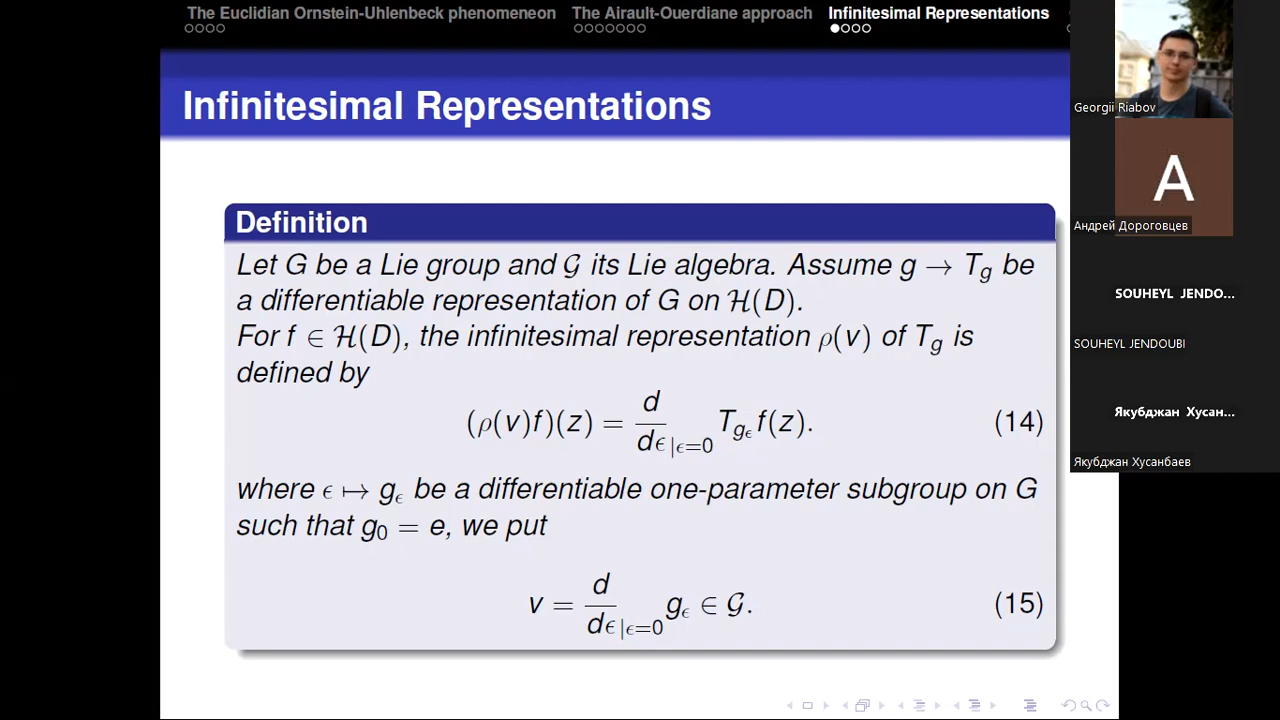 The Euclidian Ornstein-Uhlenbeck phenomeneon The Airault-Ouerdiane approach Infinitesimal Representations
Infinitesimal Representations
Definition
Let G be a Lie group and 𝒢 its Lie algebra. Assume g → T_g be
a differentiable representation of G on ℋ(D).
For f ∈ ℋ(D), the infinitesimal representation ρ(v) of T_g is
defined by
(ρ(v)f)(z) = d/dϵ |ϵ=0 T_{g_ϵ} f(z). (14)
where ϵ ↦ g_ϵ be a differentiable one-parameter subgroup on G
such that g_0 = e, we put
v = d/dϵ |ϵ=0 g_ϵ ∈ 𝒢. (15)
Georgii Riabov
A
Андрей Дороговцев
SOUHEYL JENDO...
SOUHEYL JENDOUBI
Якубджан Хусан...
Якубджан Хусанбаев